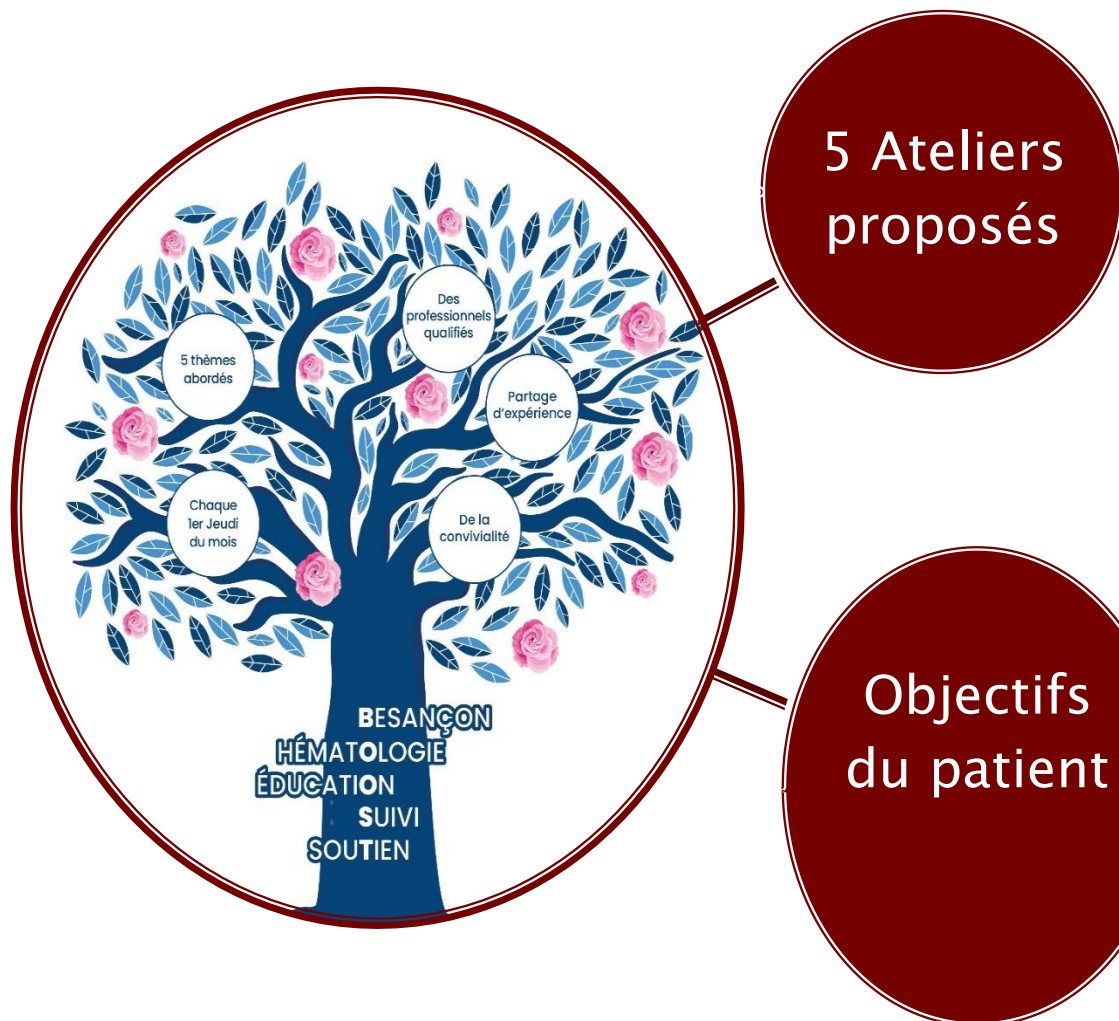 5 Ateliers
proposés
Des
professionnels
qualifiés
5 thèmes
abordés
Partage
d'expérience
Chaque
1er Jeudi
du mois
De la
convivialité
Objectifs
du patient
BESANÇON
HÉMATOLOGIE
ÉDUCATION
SUIVI
SOUTIEN